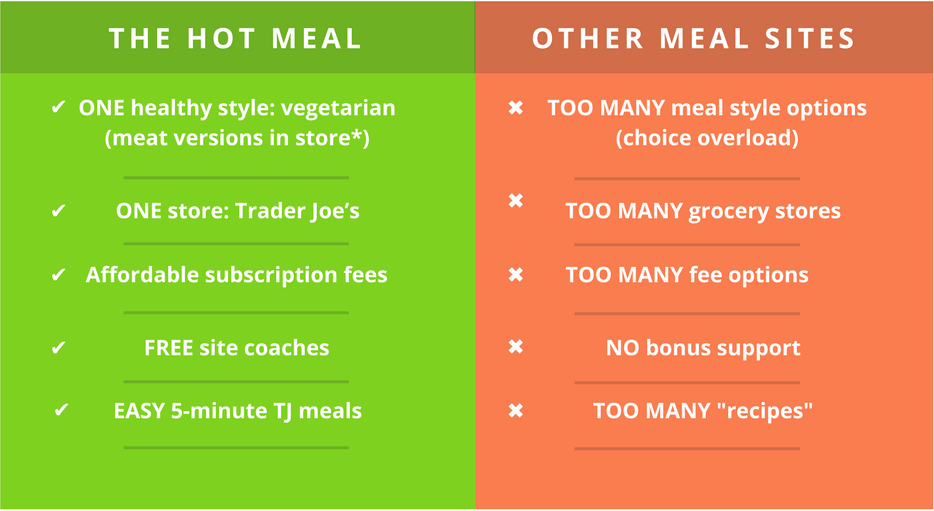 THE HOT MEAL
✔ ONE healthy style: vegetarian
(meat versions in store*)
✔ ONE store: Trader Joe’s
✔ Affordable subscription fees
✔ FREE site coaches
✔ EASY 5-minute TJ meals
OTHER MEAL SITES
✖ TOO MANY meal style options
(choice overload)
✖ TOO MANY grocery stores
✖ TOO MANY fee options
✖ NO bonus support
✖ TOO MANY "recipes"